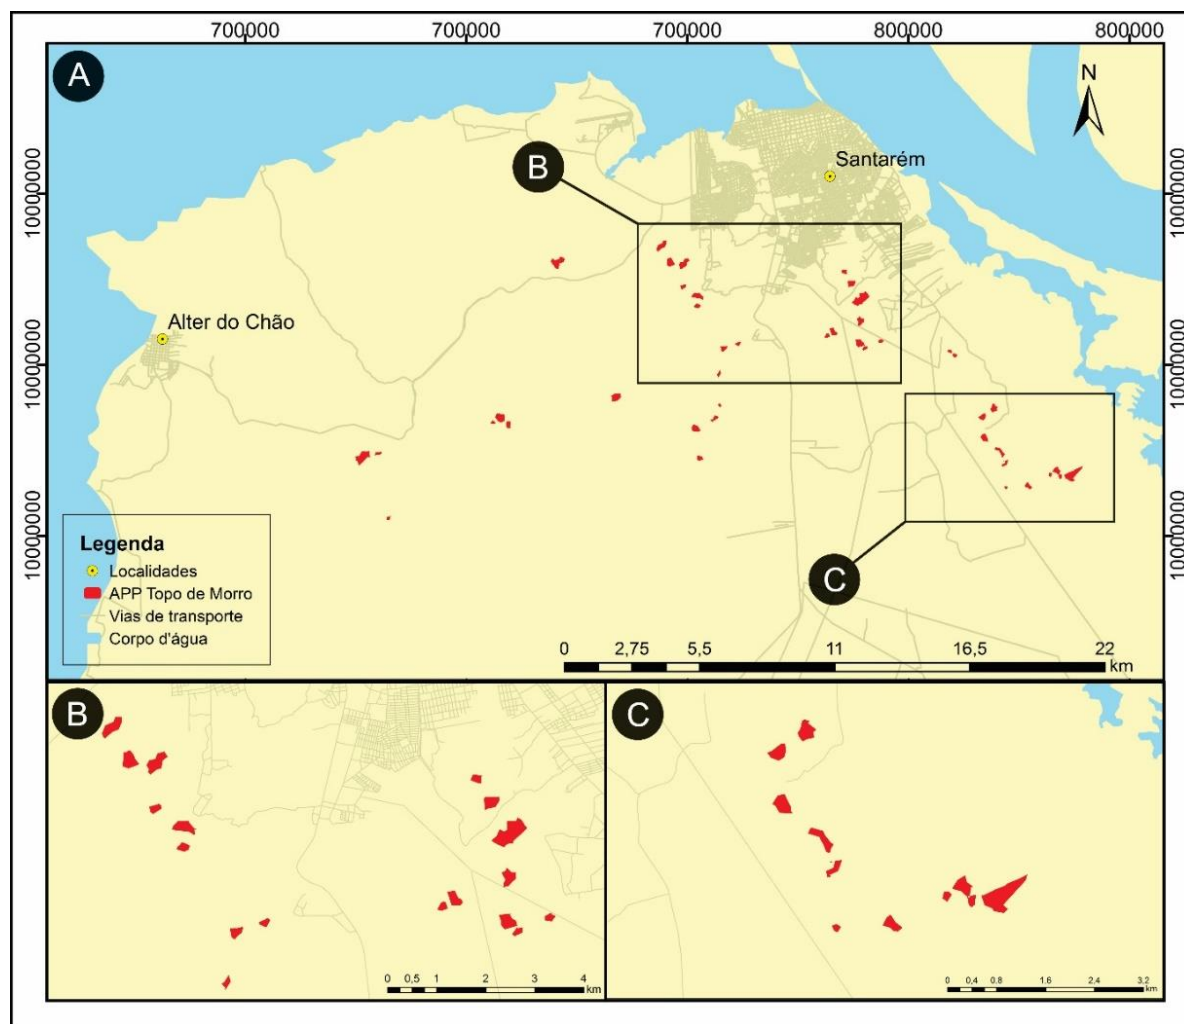 700000 700000 700000 800000 800000
A
N
B
Santarém
Alter do Chão
10000000
10000000
10000000
10000000
10000000
10000000
C
Legenda
Localidades
APP Topo de Morro
Vias de transporte
Corpo d'água
0 2,75 5,5 11 16,5 22
km
B
0 0,5 1 2 3 4
km
C
0 0,4 0,8 1,6 2,4 3,2
km